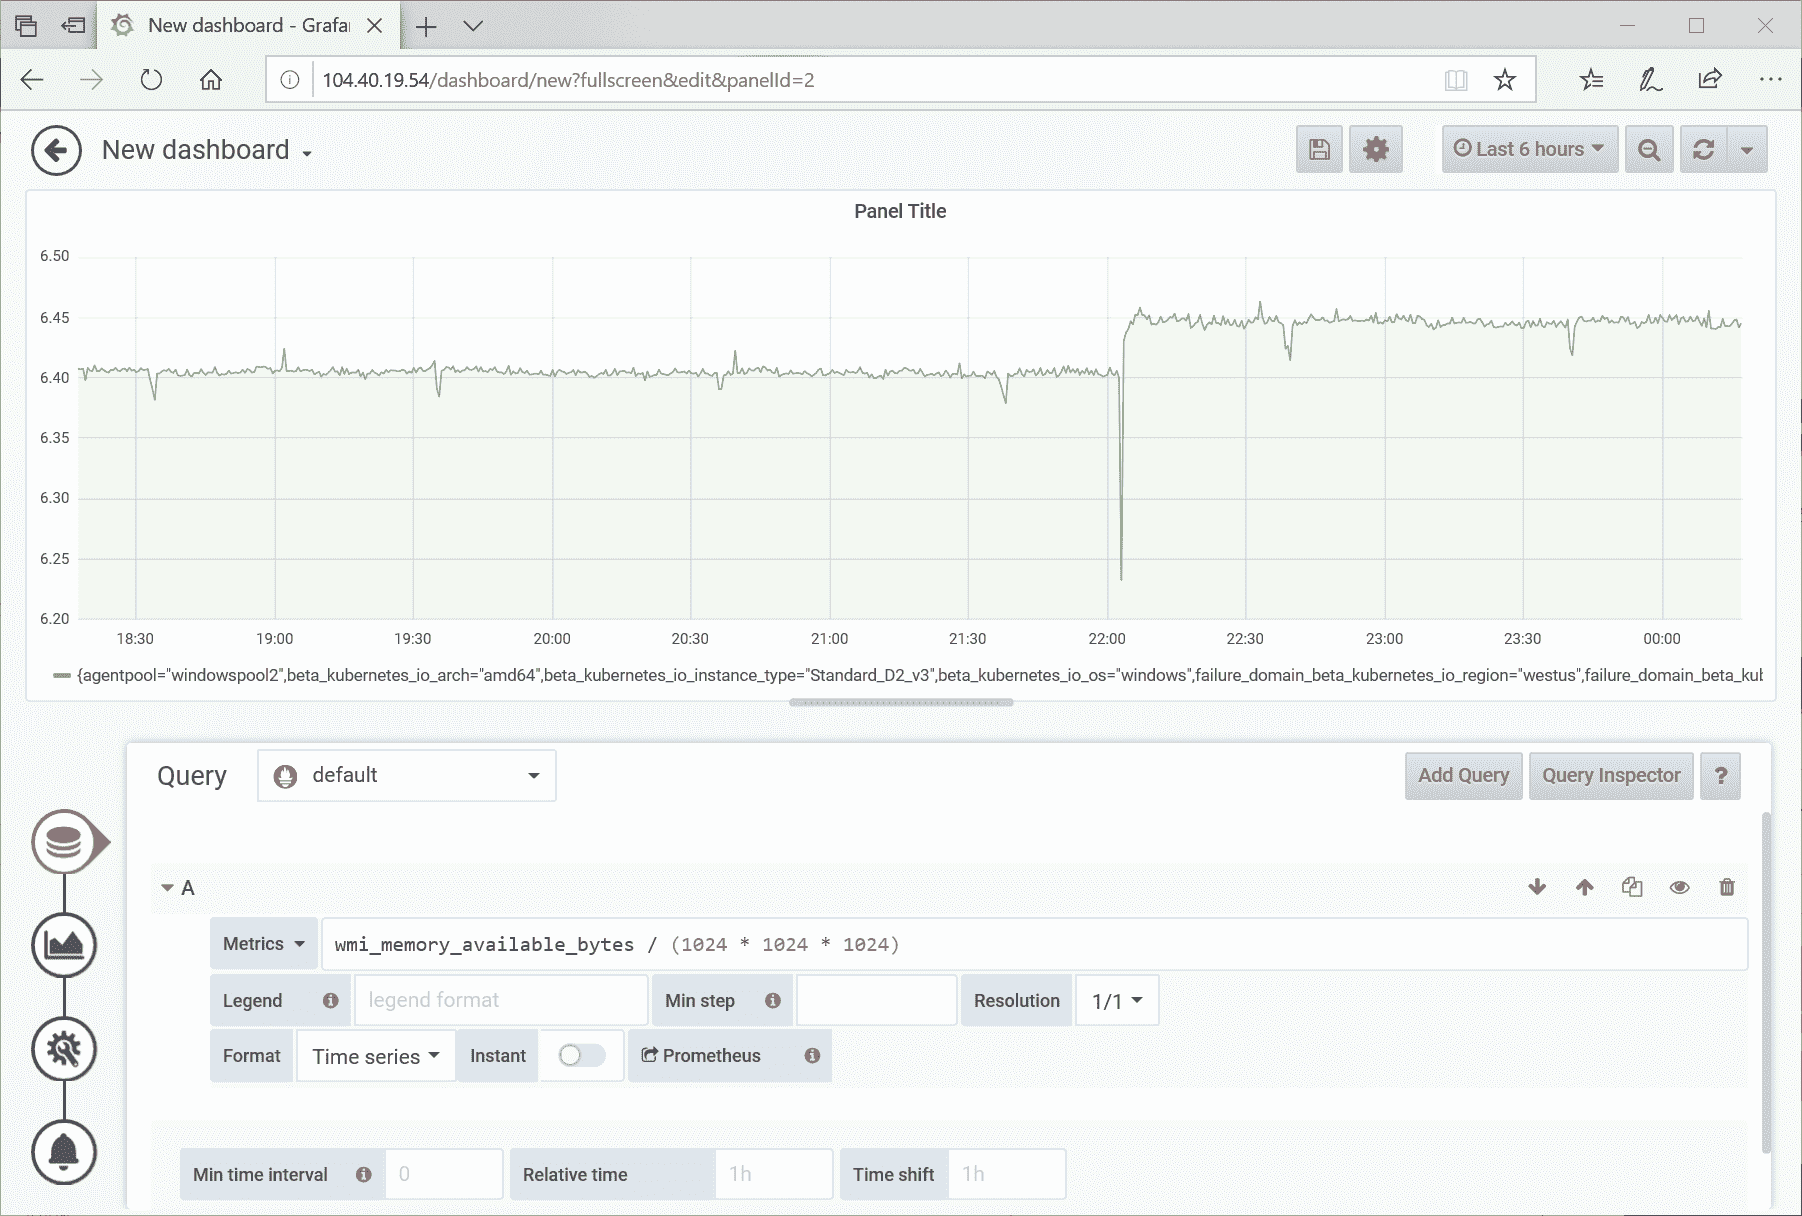 New dashboard - Grafa
104.40.19.54/dashboard/new?fullscreen&edit&panelId=2
New dashboard
Last 6 hours
Panel Title
6.50
6.45
6.40
6.35
6.30
6.25
6.20
18:30 19:00 19:30 20:00 20:30 21:00 21:30 22:00 22:30 23:00 23:30 00:00
{agentpool="windowspool2",beta_kubernetes_io_arch="amd64",beta_kubernetes_io_instance_type="Standard_D2_v3",beta_kubernetes_io_os="windows",failure_domain_beta_kubernetes_io_region="westus",failure_domain_beta_kub
Query default Add Query Query Inspector ?
A
Metrics wmi_memory_available_bytes / (1024 * 1024 * 1024)
Legend legend format Min step Resolution 1/1
Format Time series Instant Prometheus
Min time interval 0 Relative time 1h Time shift 1h